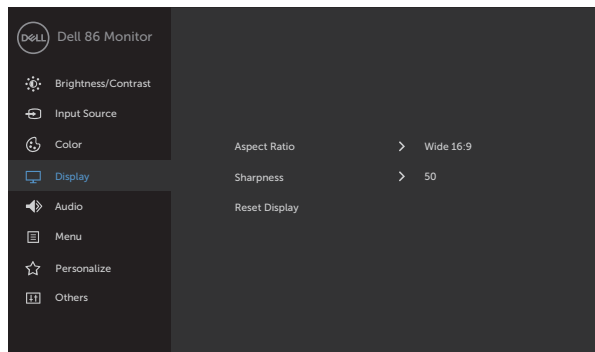 DELL Dell 86 Monitor
Brightness/Contrast
Input Source
Color
Aspect Ratio Wide 16:9
Display
Sharpness 50
Audio
Reset Display
Menu
Personalize
Others